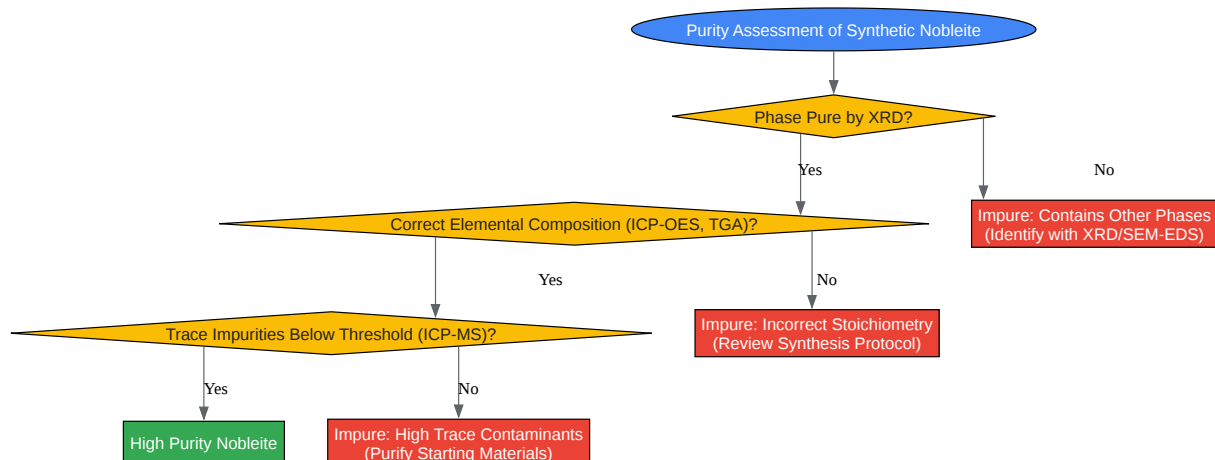 Purity Assessment of Synthetic Nobleite
Phase Pure by XRD?
Yes
No
Correct Elemental Composition (ICP-OES, TGA)?
Impure: Contains Other Phases
(Identify with XRD/SEM-EDS)
Yes
No
Trace Impurities Below Threshold (ICP-MS)?
Impure: Incorrect Stoichiometry
(Review Synthesis Protocol)
Yes
No
High Purity Nobleite
Impure: High Trace Contaminants
(Purify Starting Materials)